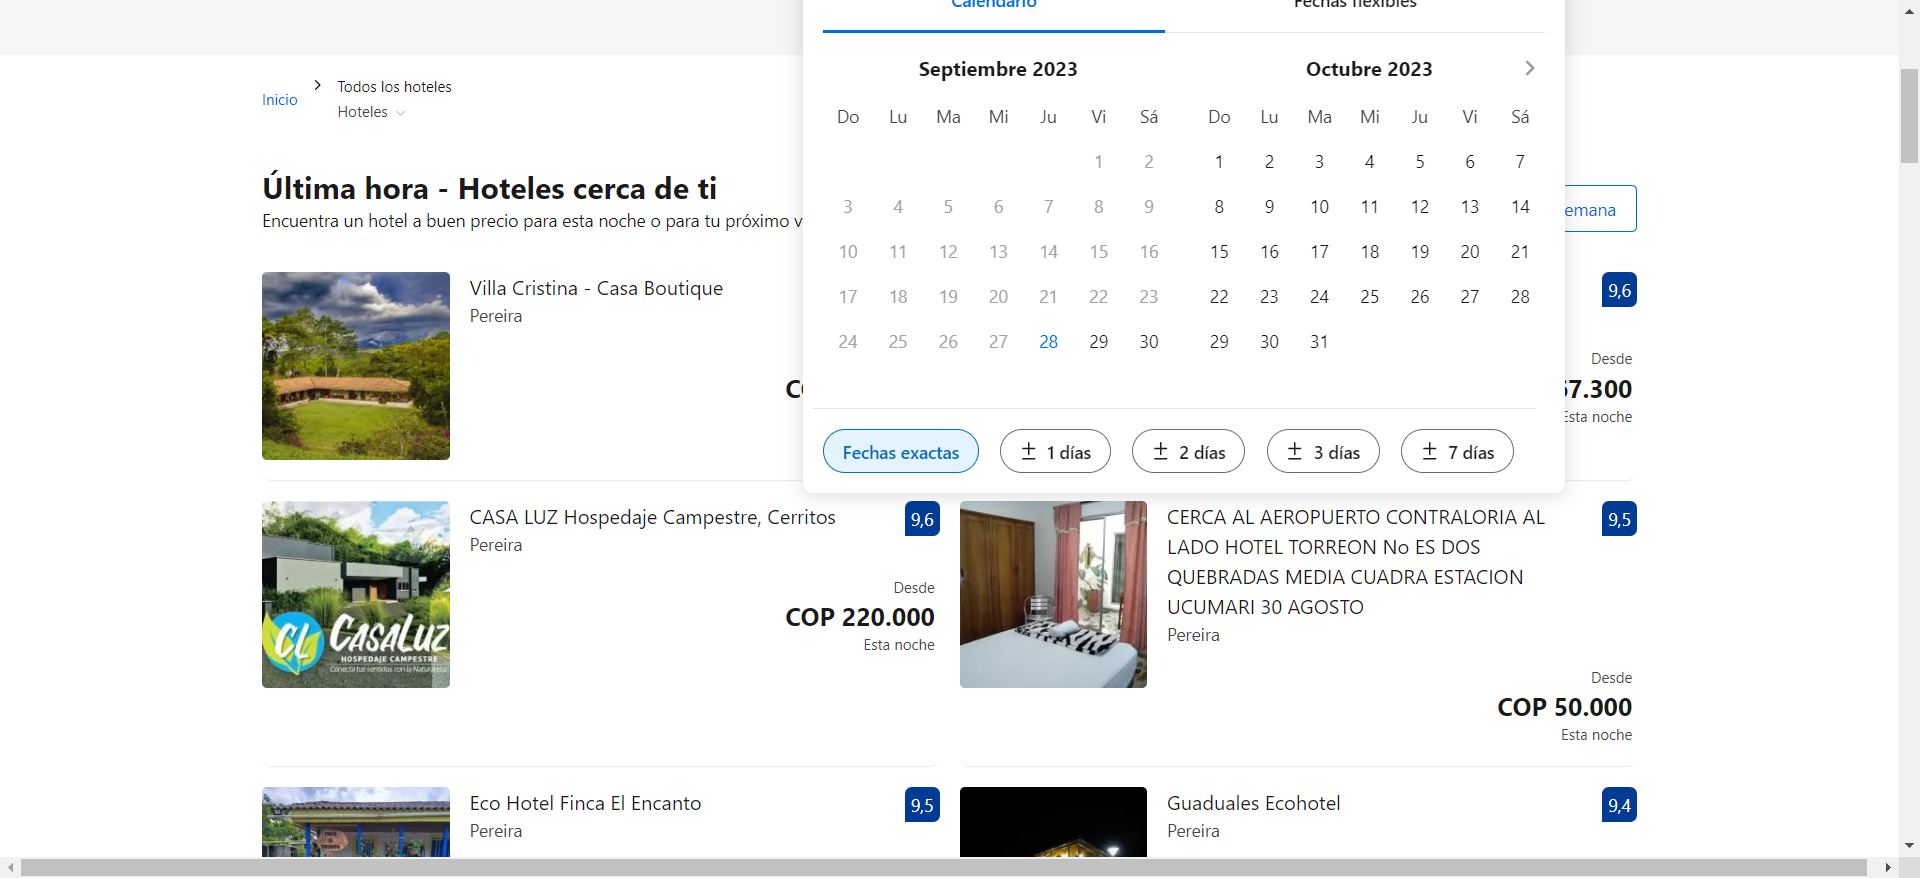 Calendario
Fechas flexibles
Septiembre 2023
Octubre 2023
Do Lu Ma Mi Ju Vi Sá
1 2
3 4 5 6 7 8 9
10 11 12 13 14 15 16
17 18 19 20 21 22 23
24 25 26 27 28 29 30
Do Lu Ma Mi Ju Vi Sá
1 2 3 4 5 6 7
8 9 10 11 12 13 14
15 16 17 18 19 20 21
22 23 24 25 26 27 28
29 30 31
Fechas exactas
± 1 días
± 2 días
± 3 días
± 7 días
Inicio
Todos los hoteles
Hoteles
Última hora - Hoteles cerca de ti
Encuentra un hotel a buen precio para esta noche o para tu próximo v
emana
Villa Cristina - Casa Boutique
Pereira
9,6
Desde
7.300
Esta noche
CASA LUZ Hospedaje Campestre, Cerritos
Pereira
9,6
Desde
COP 220.000
Esta noche
CL CASALUZ
HOSPEDAJE CAMPESTRE
Conecta tus sentidos con la Naturaleza
CERCA AL AEROPUERTO CONTRALORIA AL
LADO HOTEL TORREON No ES DOS
QUEBRADAS MEDIA CUADRA ESTACION
UCUMARI 30 AGOSTO
Pereira
9,5
Desde
COP 50.000
Esta noche
Eco Hotel Finca El Encanto
Pereira
9,5
Guaduales Ecohotel
Pereira
9,4